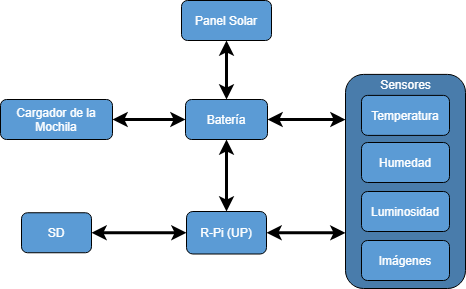 Panel Solar
Sensores
Cargador de la
Mochila
Batería
Temperatura
Humedad
Luminosidad
SD
R-Pi (UP)
Imágenes